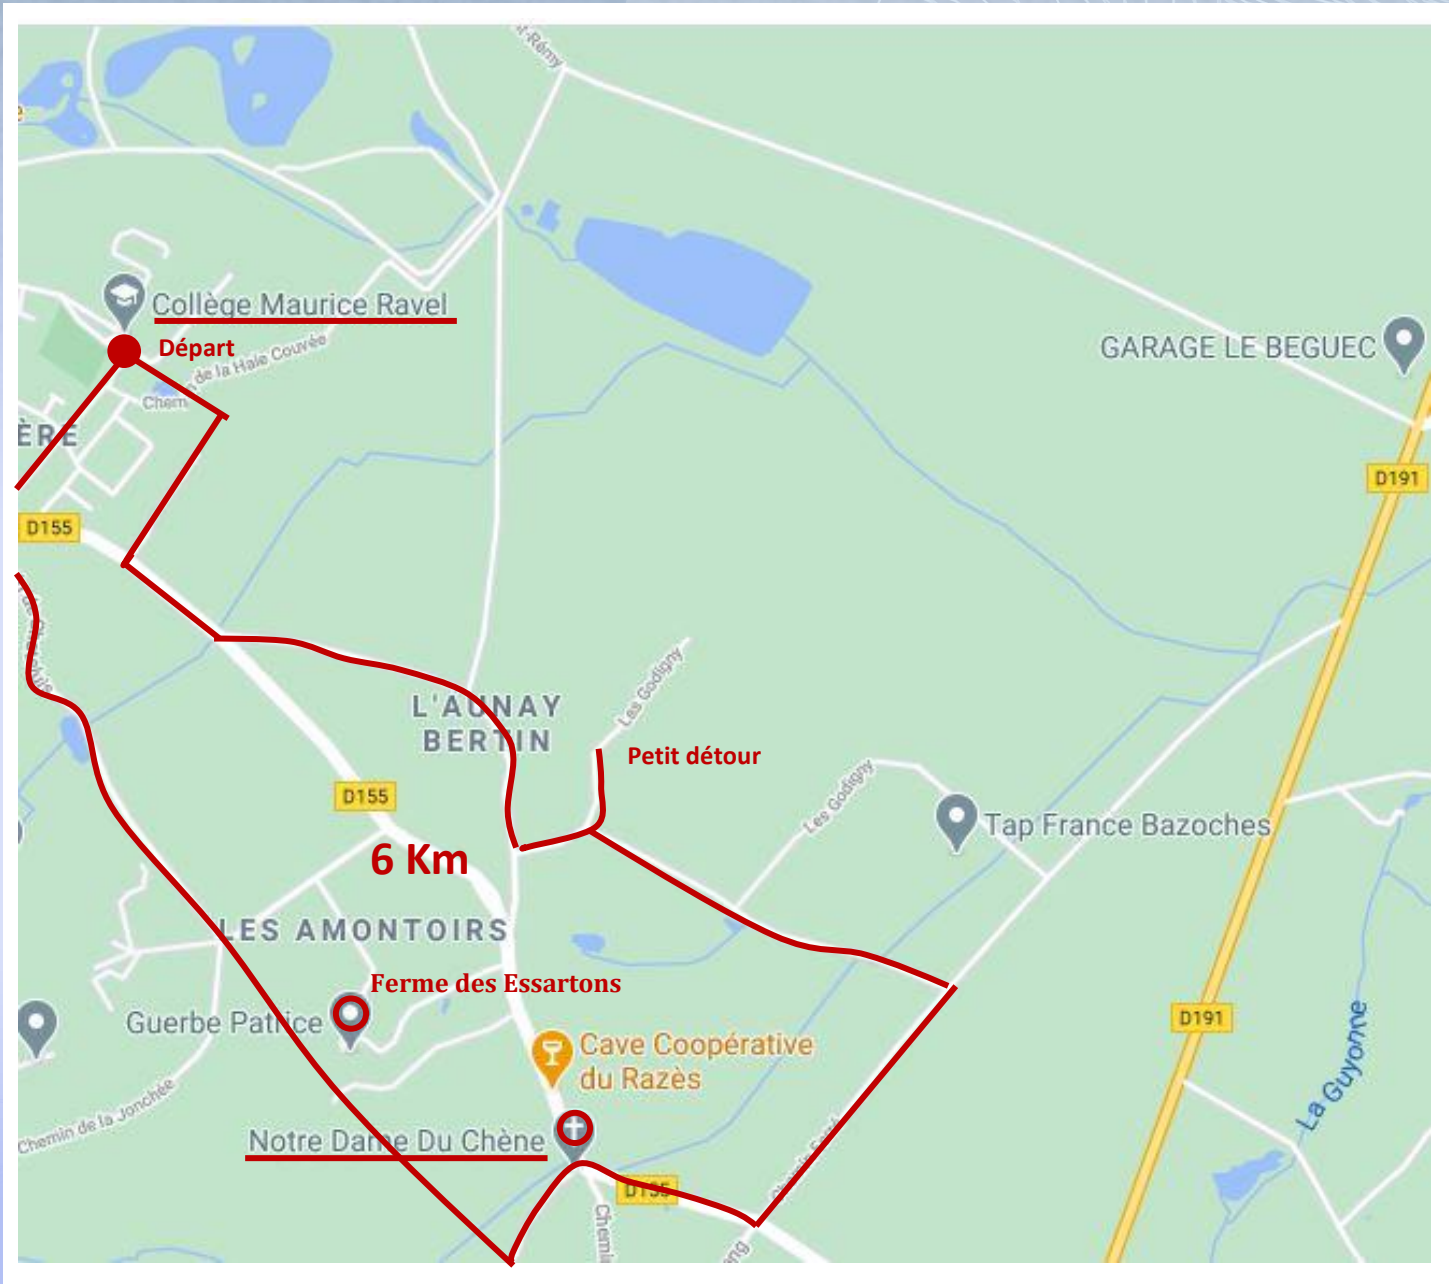 t-Rémy
Collège Maurice Ravel
Départ
de la Haie Couvée
Chem
GARAGE LE BEGUEC
ÈRE
D191
D155
Les Godigny
L'AUNAY
BERTIN
Petit détour
D155
Les Godigny
Tap France Bazoches
6 Km
LES AMONTOIRS
Ferme des Essartons
Guerbe Patrice
D191
La Guyonne
Cave Coopérative
du Razès
Chemin de la Jonchée
Notre Dame Du Chène
D155